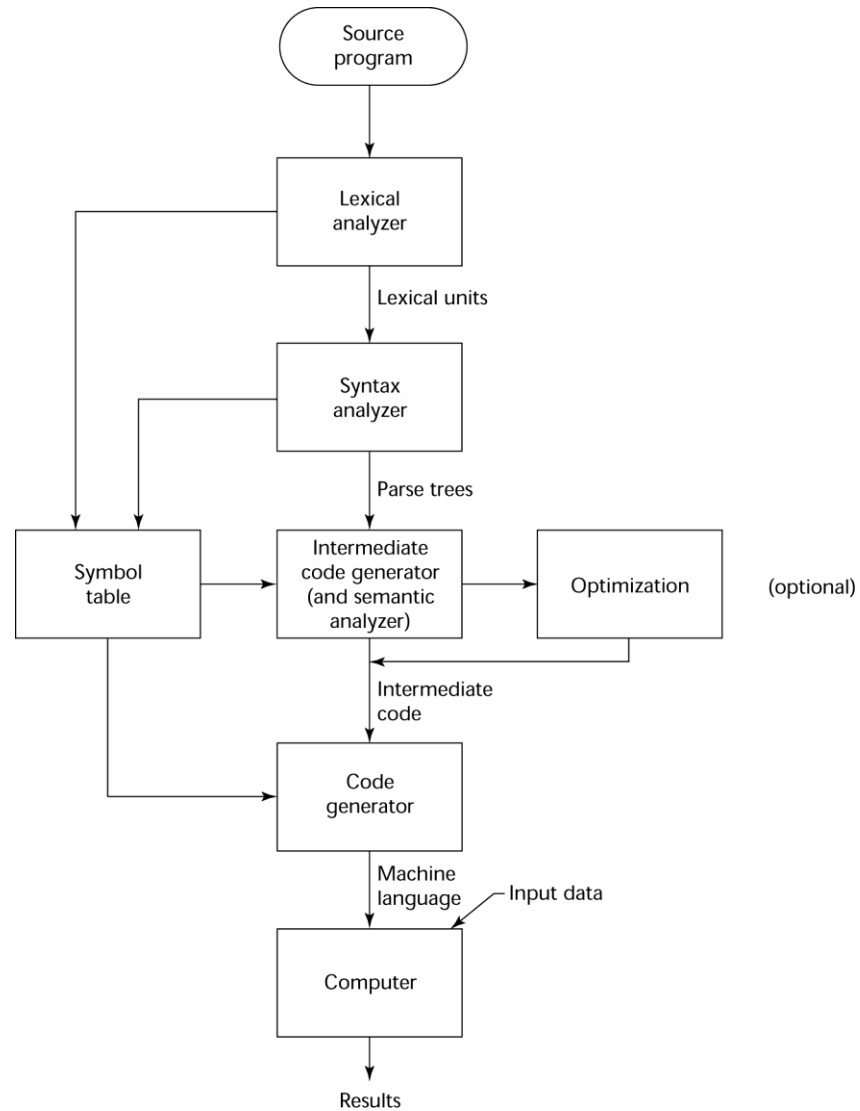 Source
program
Lexical
analyzer
Lexical units
Syntax
analyzer
Parse trees
Symbol
table
Intermediate
code generator
(and semantic
analyzer)
Optimization
(optional)
Intermediate
code
Code
generator
Machine
language
Input data
Computer
Results